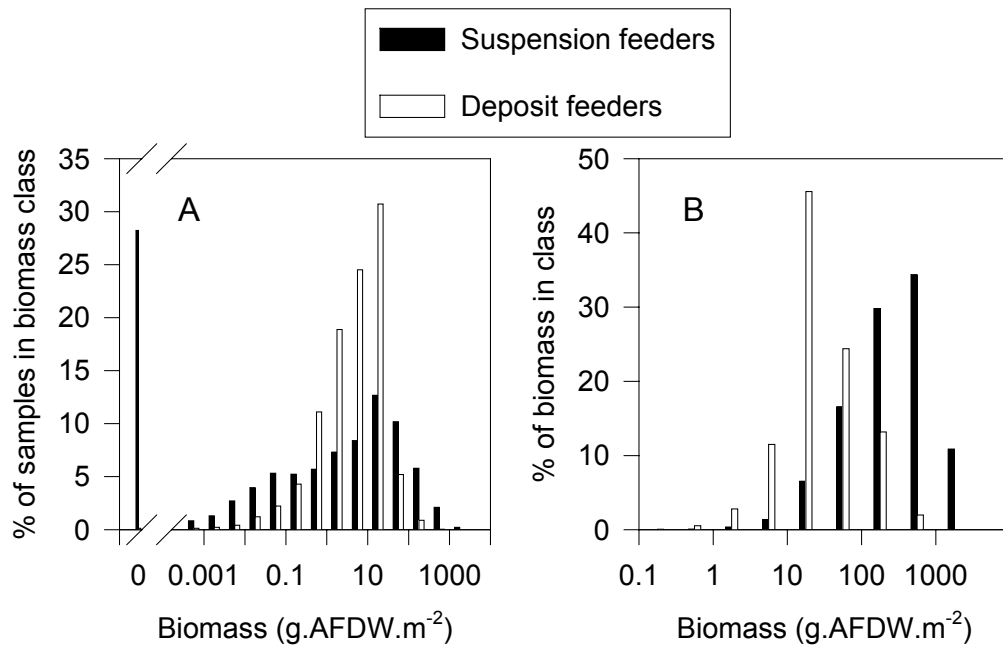 Suspension feeders
Deposit feeders
% of samples in biomass class
35
30
25
20
15
10
5
0
A
0 0.001 0.1 10 1000
Biomass (g.AFDW.m-2)
% of biomass in class
50
40
30
20
10
0
B
0.1 1 10 100 1000
Biomass (g.AFDW.m-2)